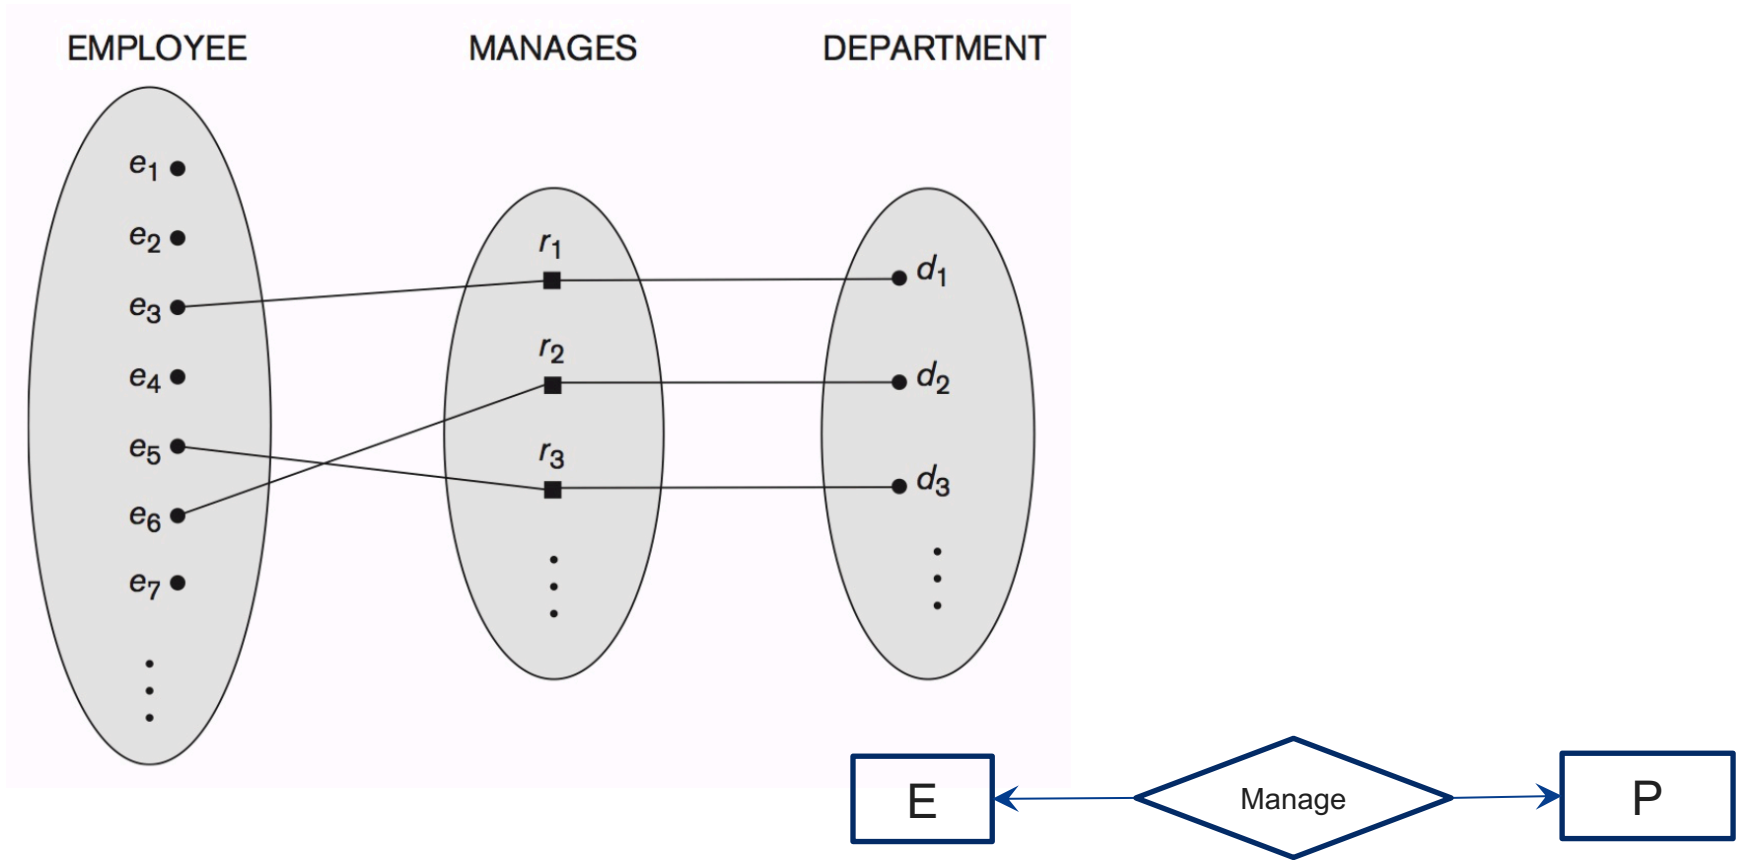 EMPLOYEE MANAGES DEPARTMENT
e1
e2
e3
e4
e5
e6
e7
r1
r2
r3
d1
d2
d3
E Manage P